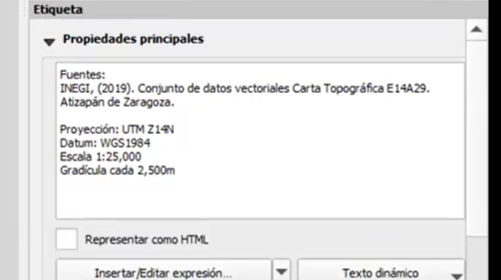 Etiqueta
Propiedades principales
Fuentes:
INEGI, (2019). Conjunto de datos vectoriales Carta Topográfica E14A29.
Atizapán de Zaragoza.
Proyección: UTM Z14N
Datum: WGS1984
Escala 1:25,000
Gradícula cada 2,500m
Representar como HTML
Insertar/Editar expresión...
Texto dinámico